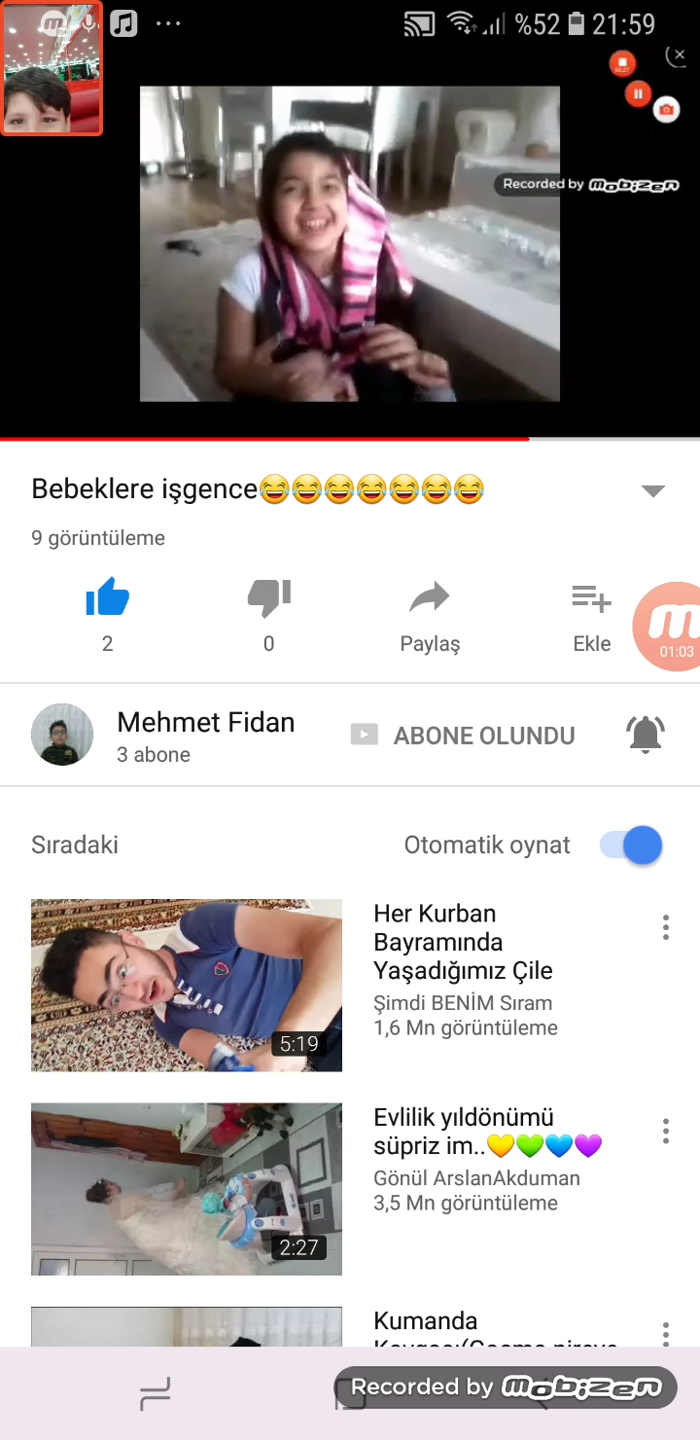 %52 21:59
00:27
Recorded by mobizen
Bebeklere işgence😂😂😂😂😂😂😂
9 görüntüleme
2
0
Paylaş
Ekle
01:03
Mehmet Fidan
3 abone
ABONE OLUNDU
Sıradaki
Otomatik oynat
Her Kurban
Bayramında
Yaşadığımız Çile
Şimdi BENİM Sıram
1,6 Mn görüntüleme
5:19
Evlilik yıldönümü
süpriz im..💛💚💙💜
Gönül ArslanAkduman
3,5 Mn görüntüleme
2:27
Kumanda
Recorded by mobizen